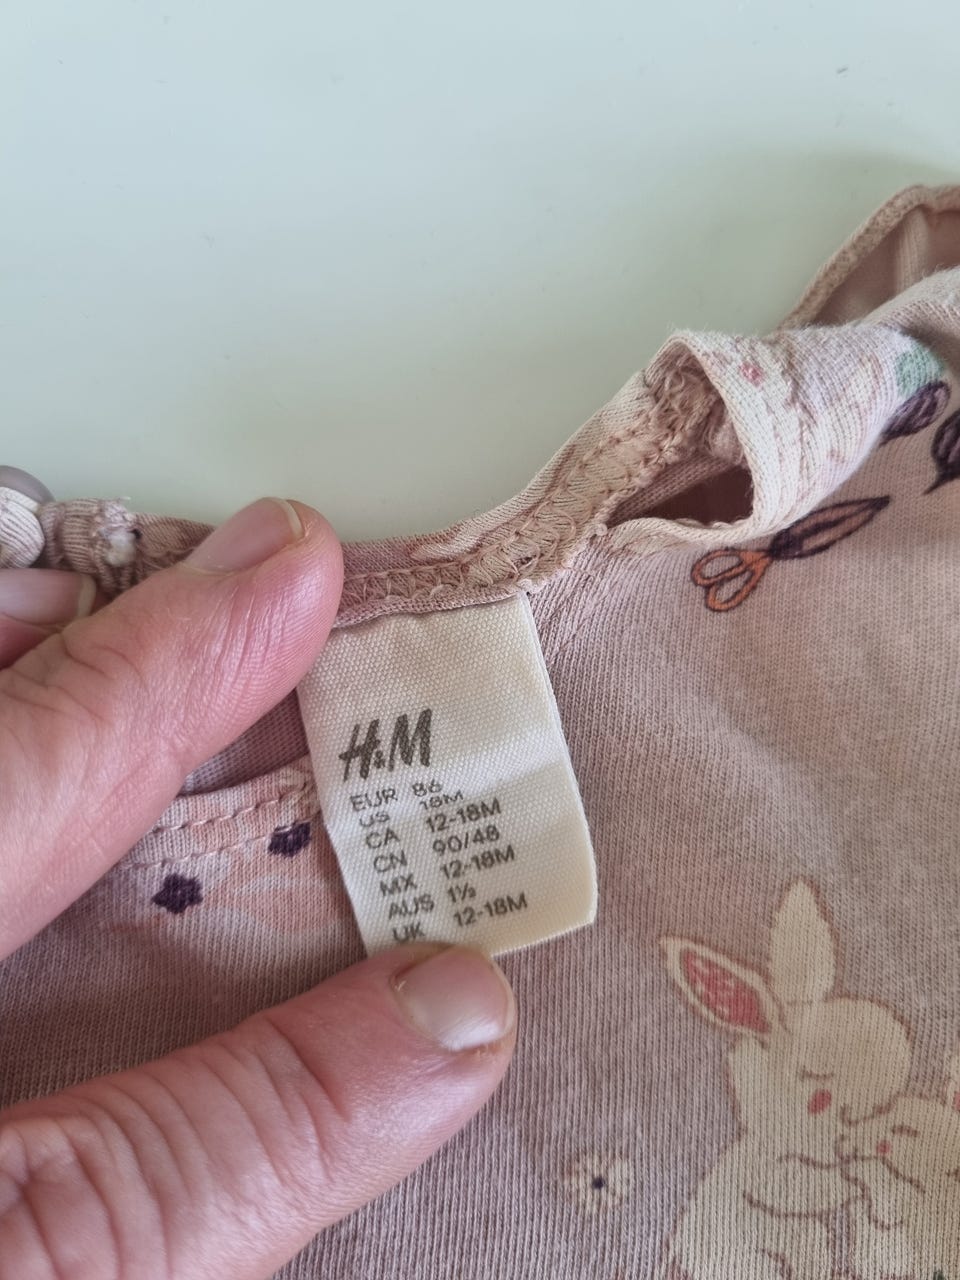 H&M
EUR 86
US 18M
CA 12-18M
CN 90/48
MX 12-18M
AUS 1½
UK 12-18M